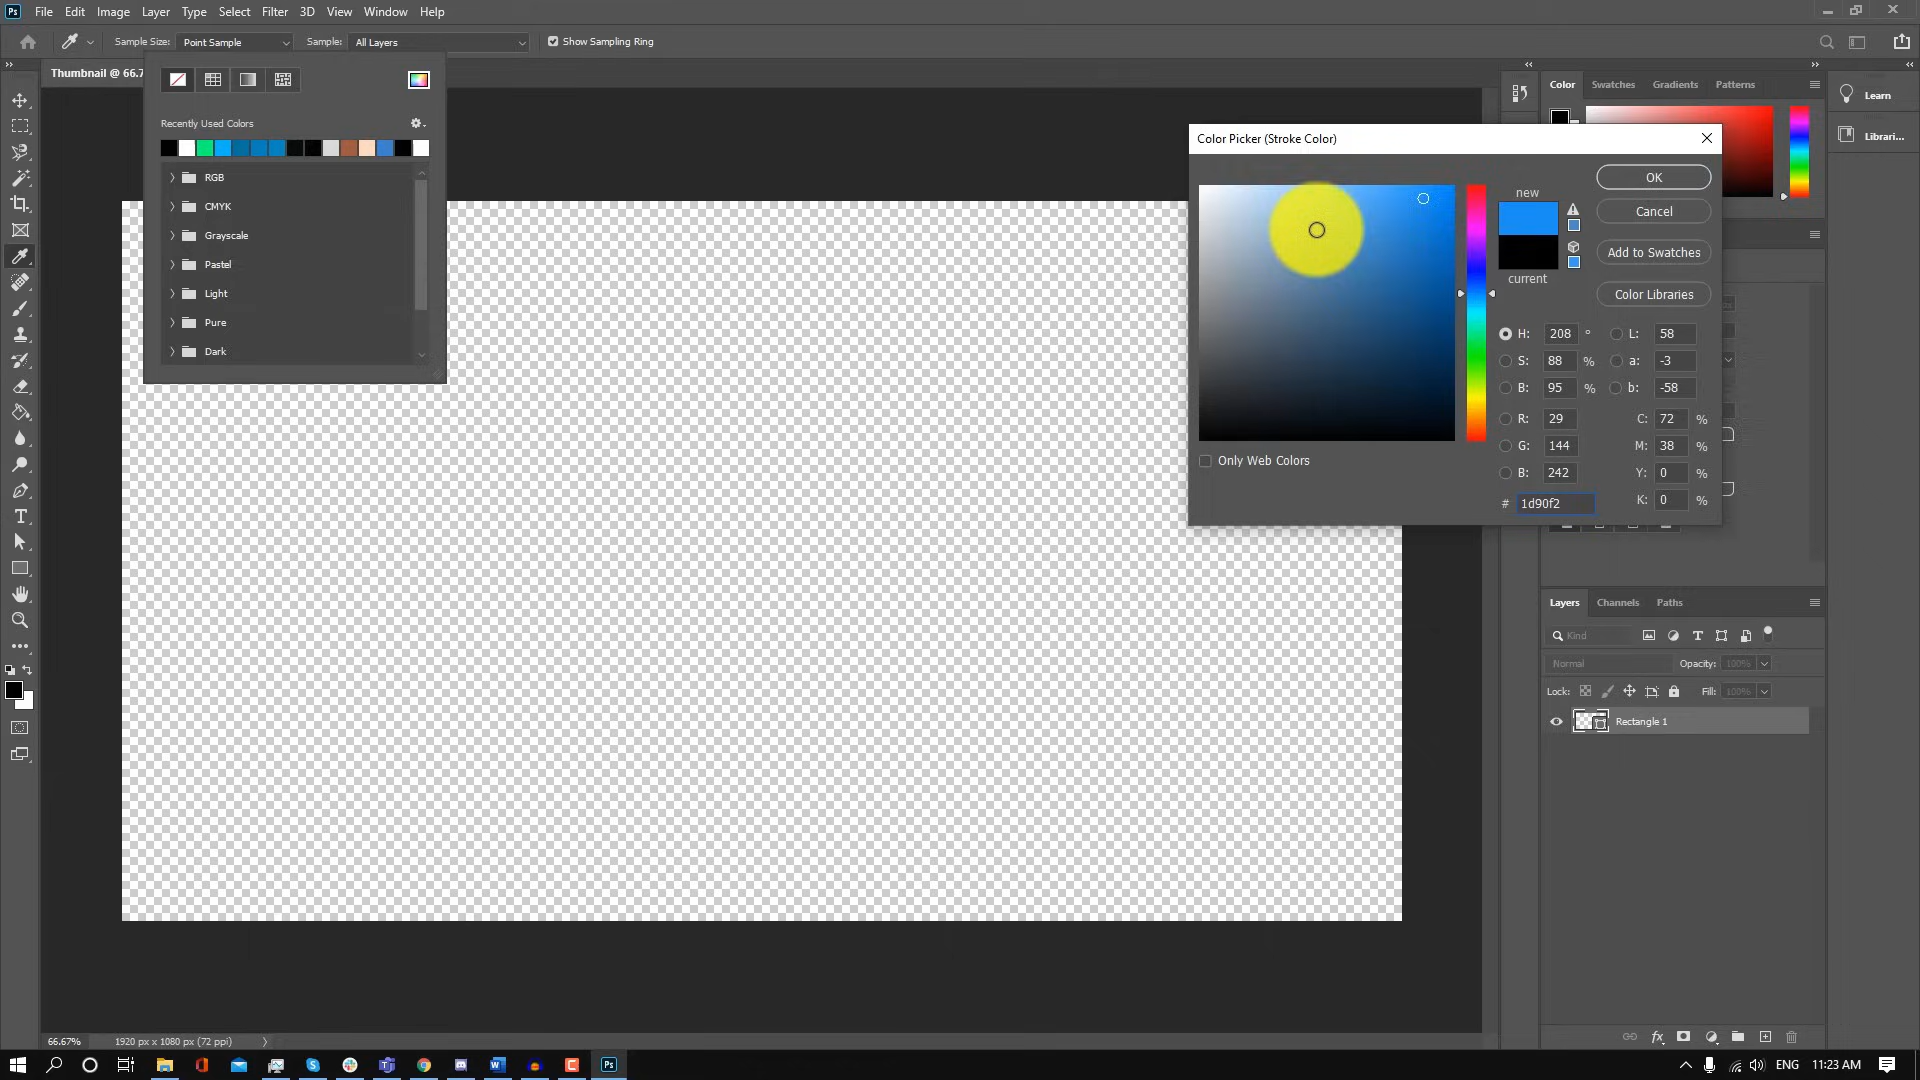 Ps File Edit Image Layer Type Select Filter 3D View Window Help
Sample Size: Point Sample Sample: All Layers Show Sampling Ring
Thumbnail @ 66.7
Recently Used Colors
RGB
CMYK
Grayscale
Pastel
Light
Pure
Dark
Color Picker (Stroke Color)
new
current
OK
Cancel
Add to Swatches
Color Libraries
H: 208 ° L: 58
S: 88 % a: -3
B: 95 % b: -58
R: 29 C: 72 %
G: 144 M: 38 %
B: 242 Y: 0 %
# 1d90f2 K: 0 %
Only Web Colors
Color Swatches Gradients Patterns
Learn
Librari...
Layers Channels Paths
Kind
Normal Opacity: 100%
Lock: Fill: 100%
Rectangle 1
fx
66.67% 1920 px x 1080 px (72 ppi)
ENG 11:23 AM